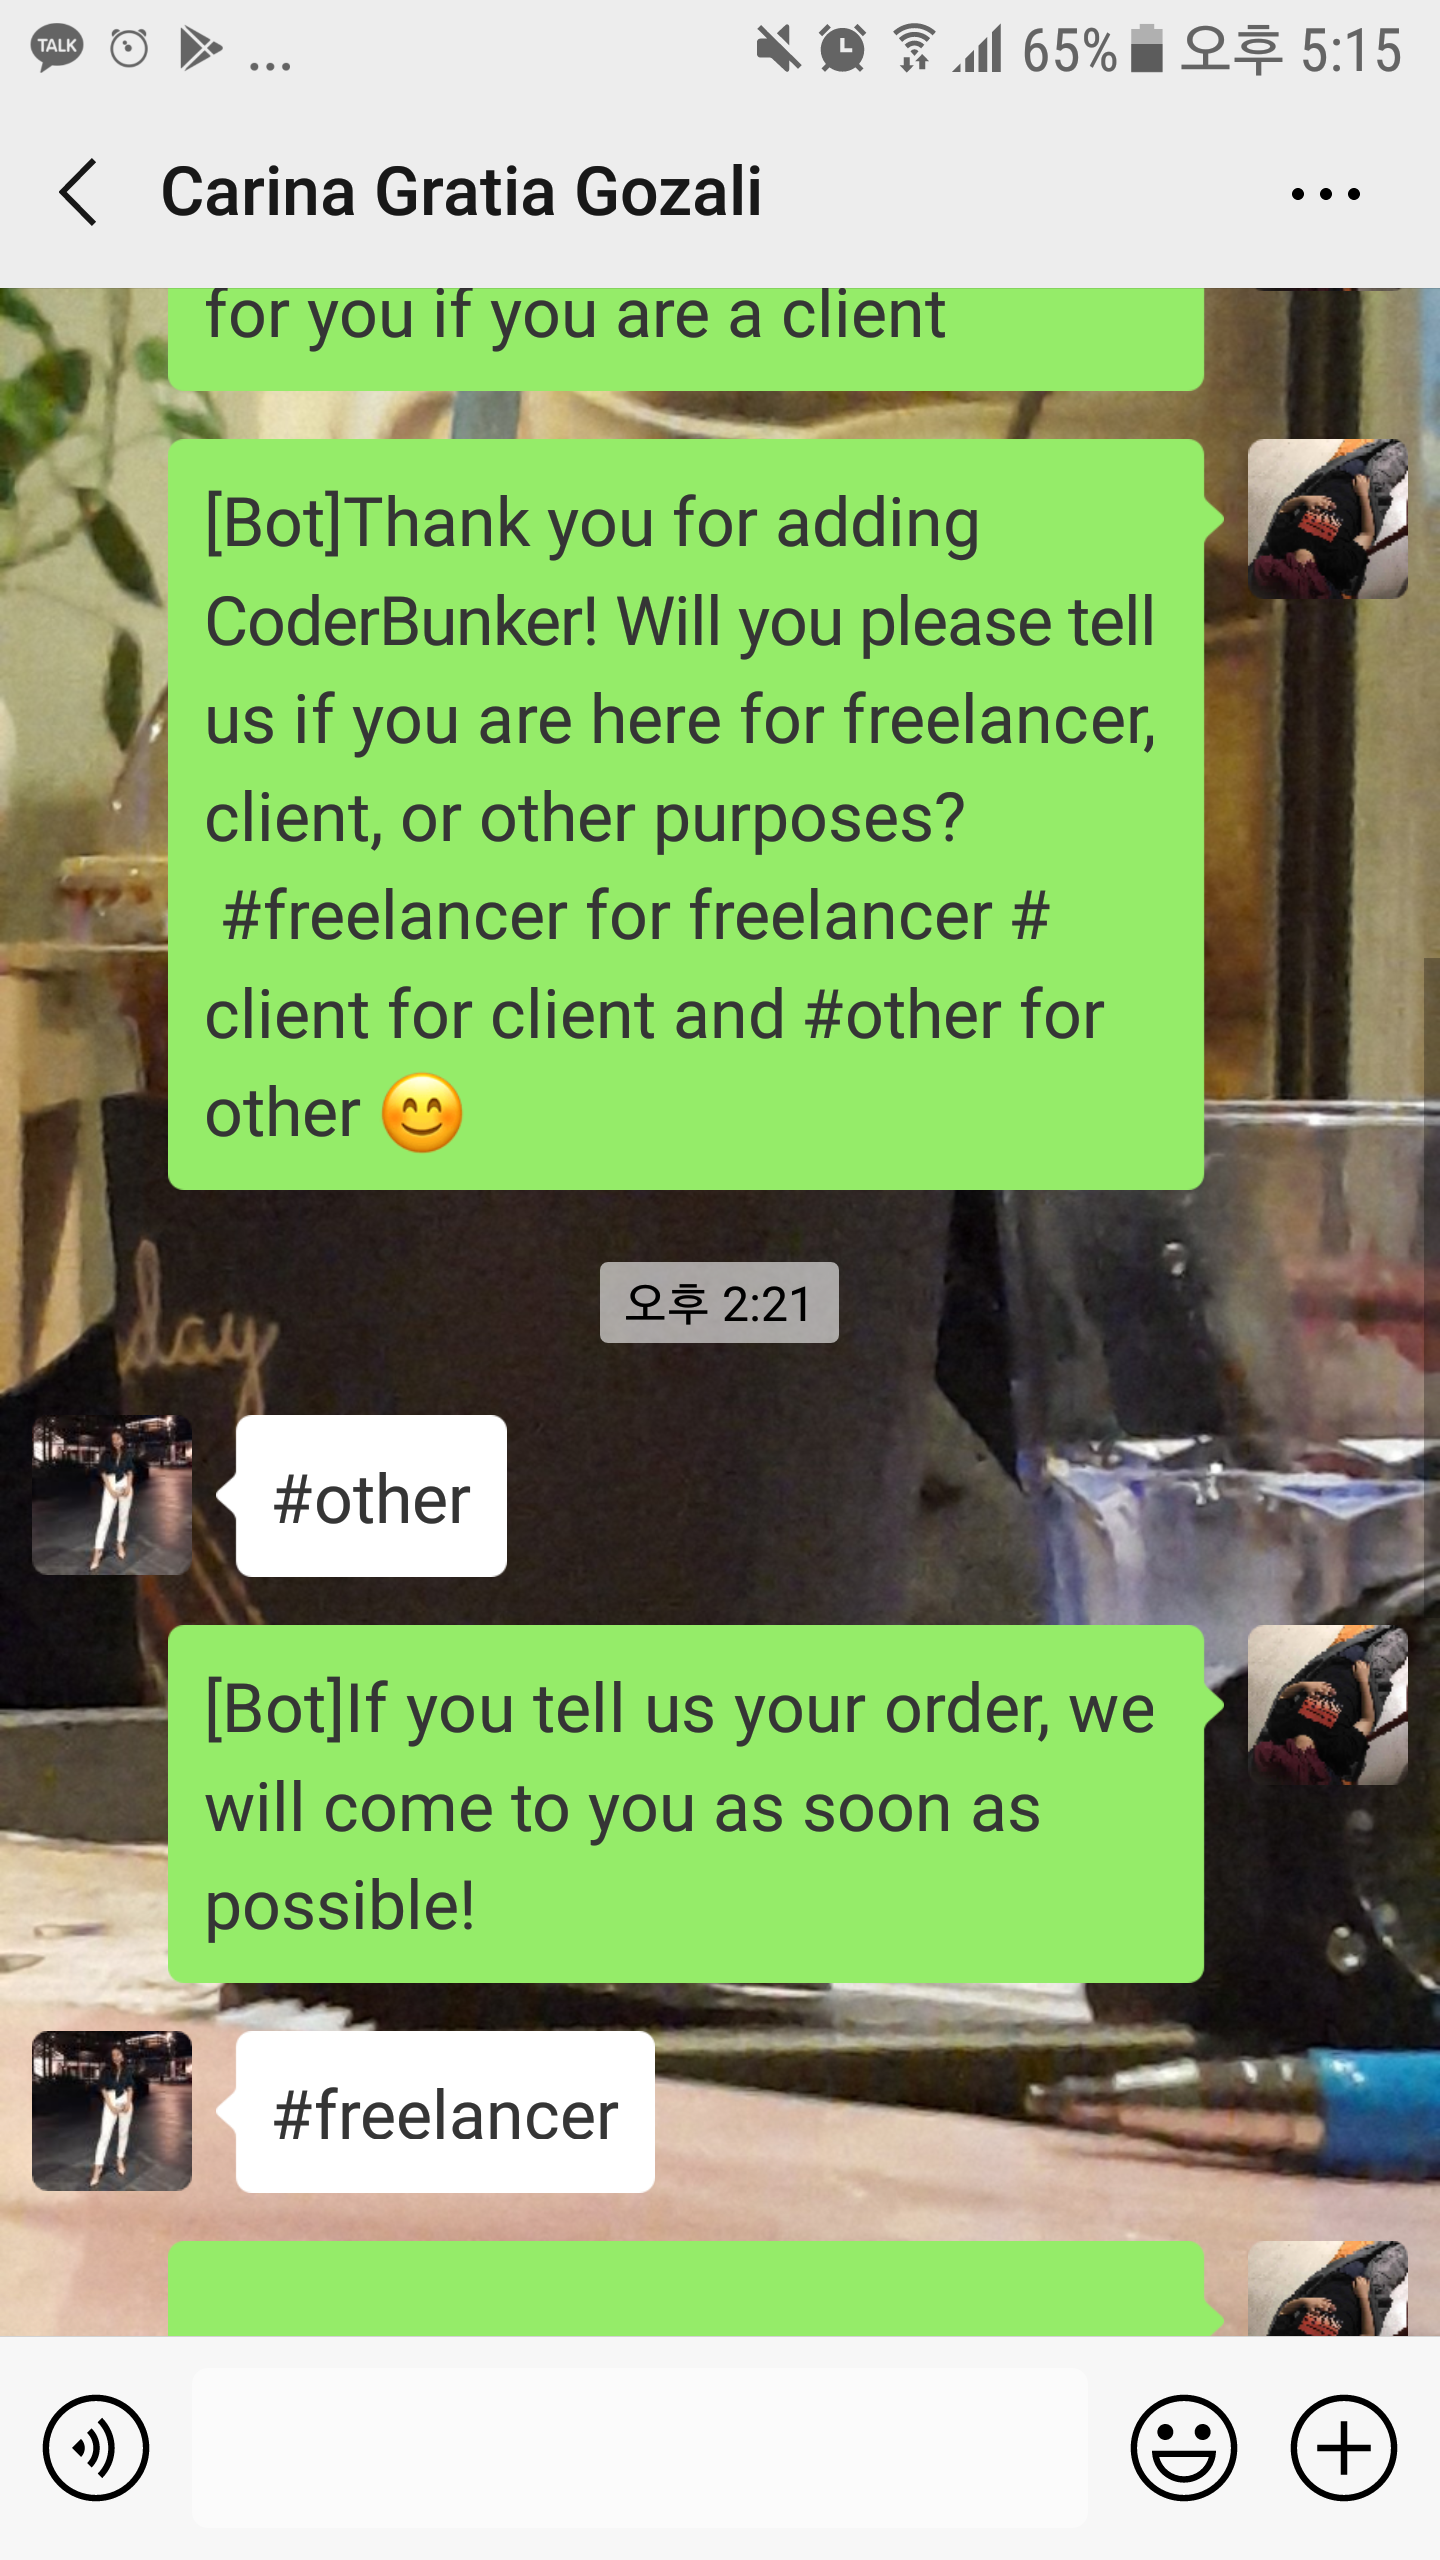 TALK
... 65% 오후 5:15
Carina Gratia Gozali
for you if you are a client
[Bot]Thank you for adding
CoderBunker! Will you please tell
us if you are here for freelancer,
client, or other purposes?
#freelancer for freelancer #
client for client and #other for
other 😊
오후 2:21
day
#other
[Bot]If you tell us your order, we
will come to you as soon as
possible!
#freelancer